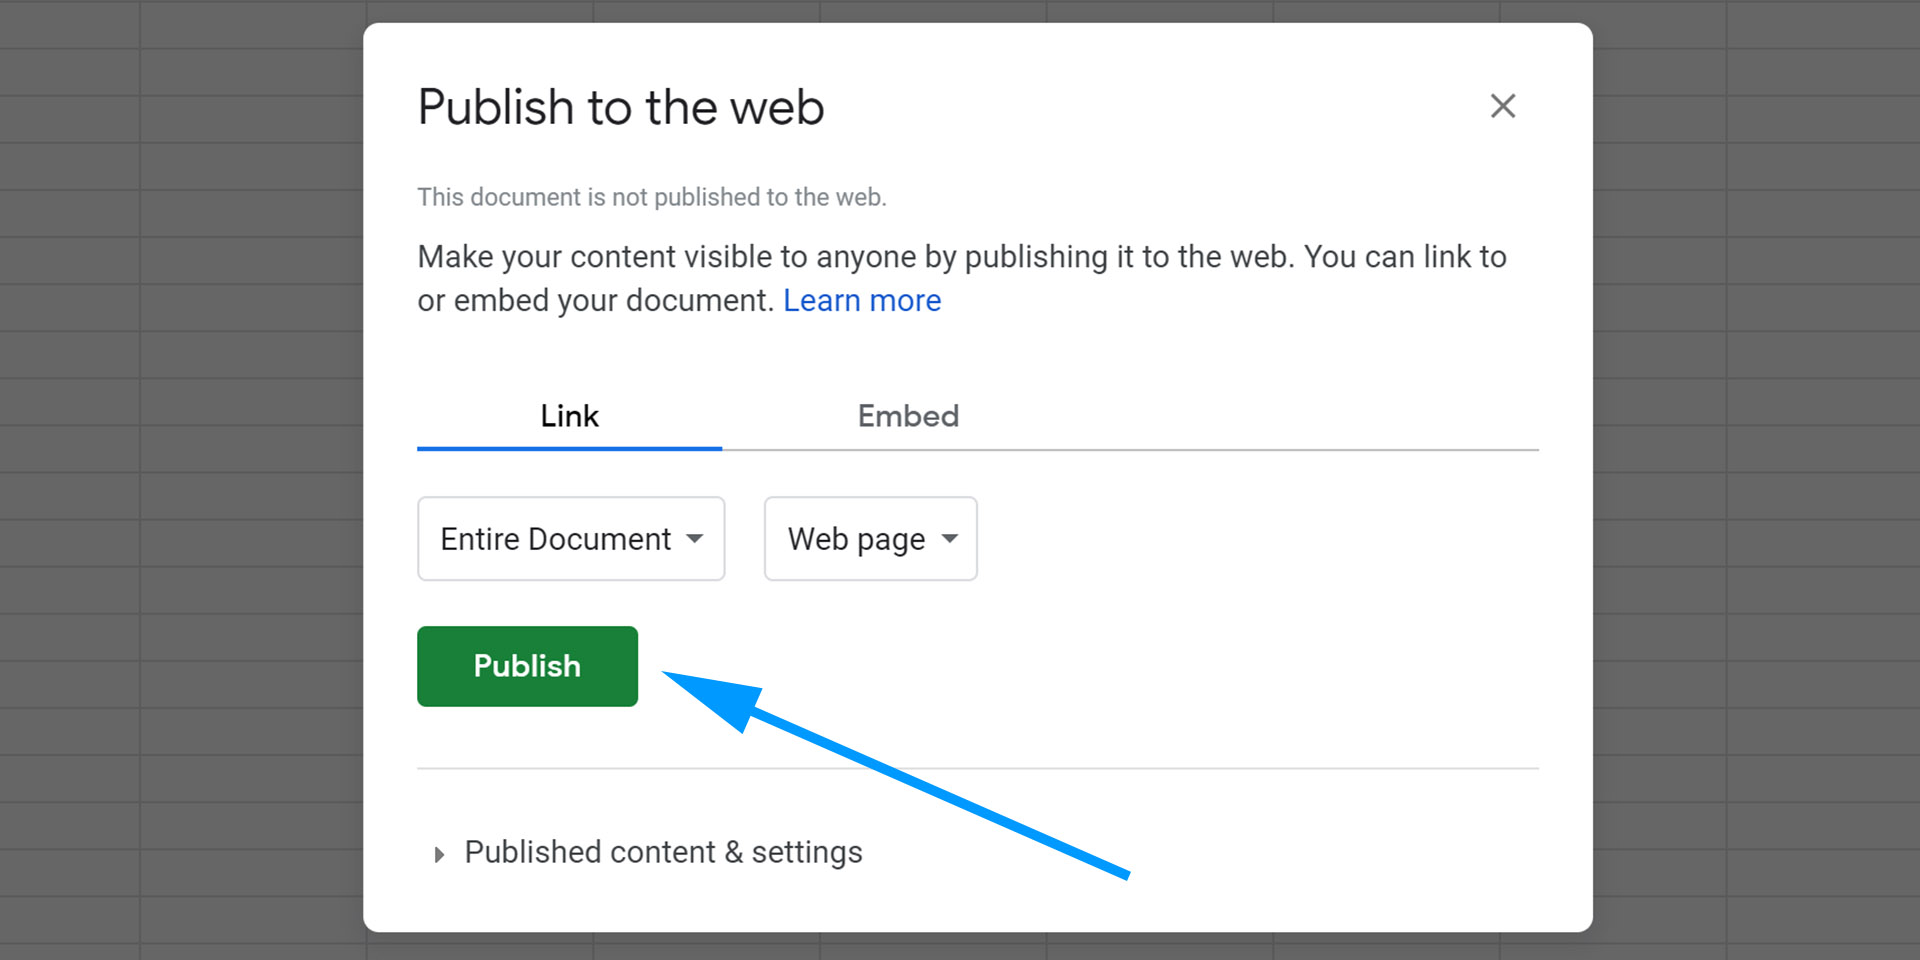 Publish to the web
This document is not published to the web.
Make your content visible to anyone by publishing it to the web. You can link to
or embed your document. Learn more
Link Embed
Entire Document Web page
Publish
Published content & settings